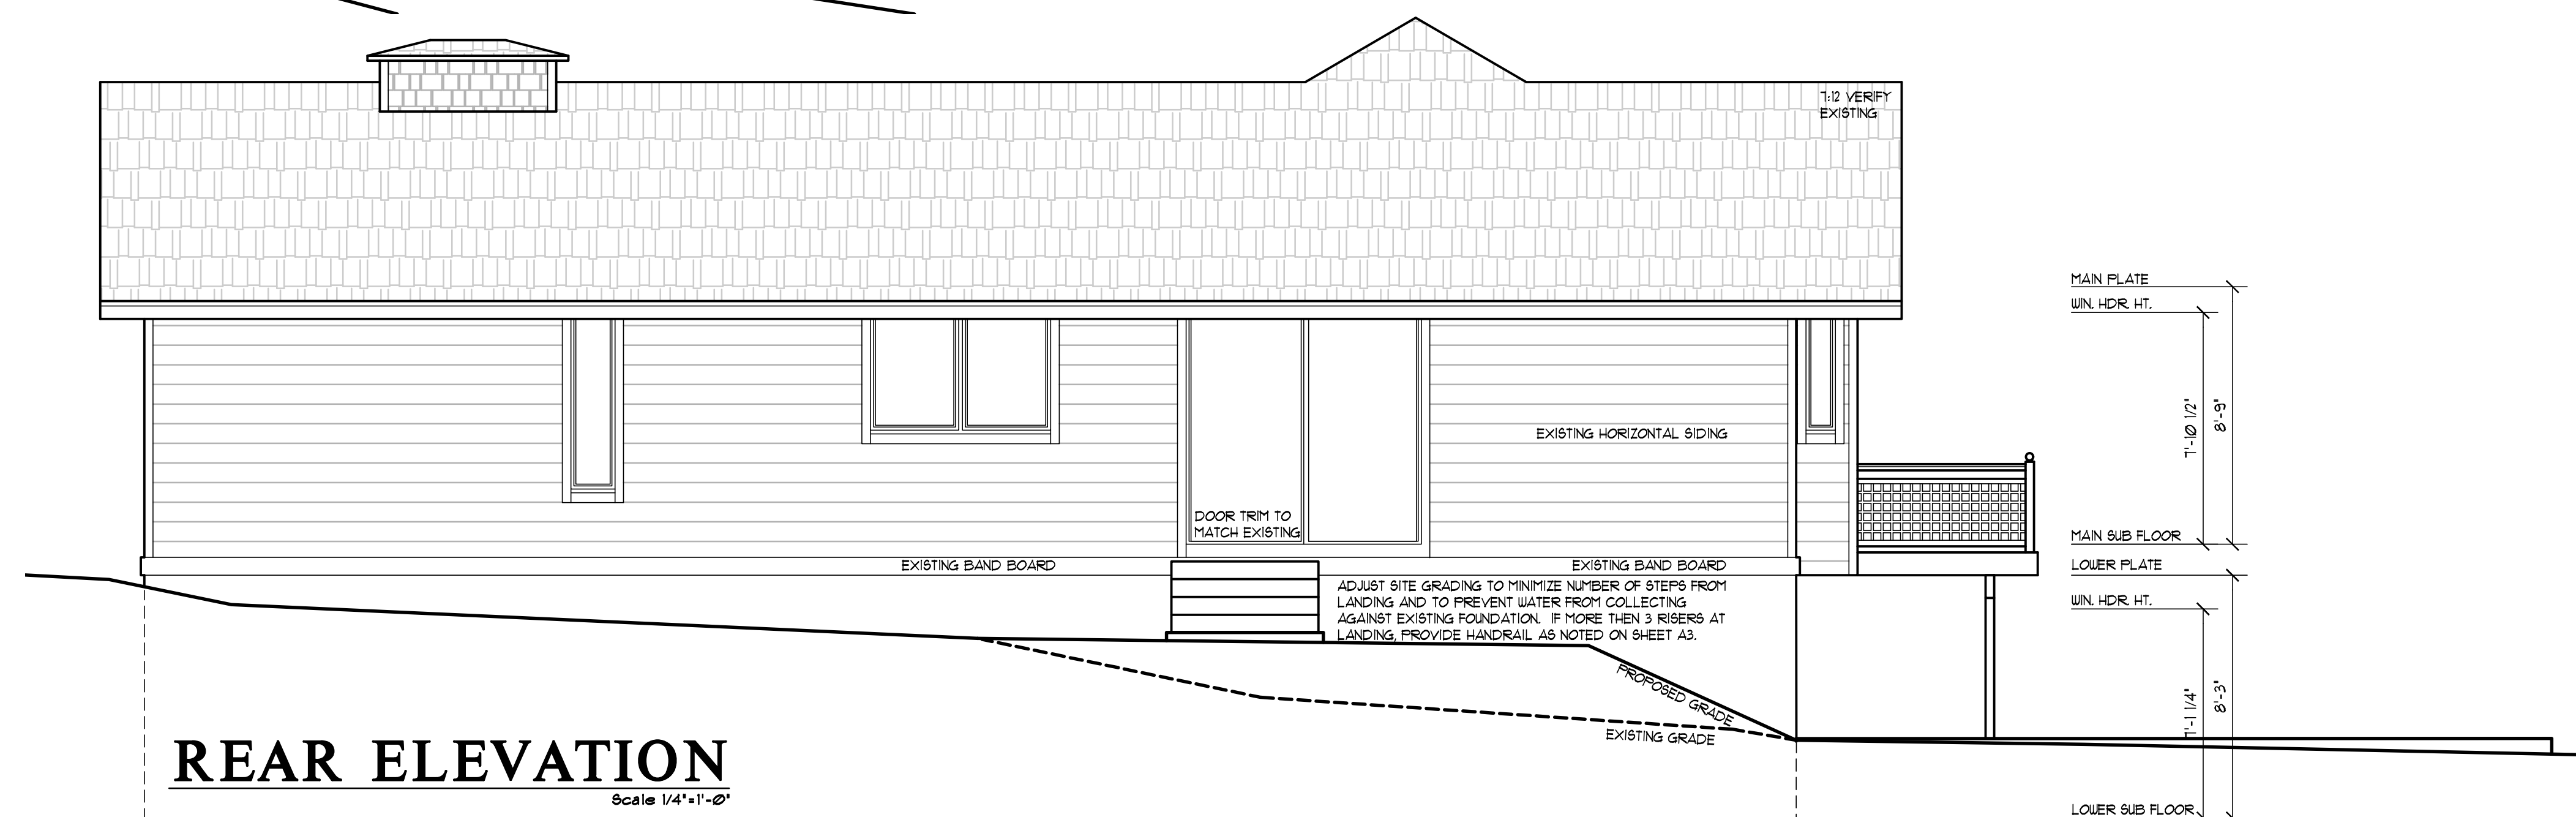 7:12 VERIFY
EXISTING
MAIN PLATE
WIN. HDR. HT.
7'-10 1/2"
8'-9"
EXISTING HORIZONTAL SIDING
DOOR TRIM TO
MATCH EXISTING
MAIN SUB FLOOR
EXISTING BAND BOARD
EXISTING BAND BOARD
LOWER PLATE
ADJUST SITE GRADING TO MINIMIZE NUMBER OF STEPS FROM
LANDING AND TO PREVENT WATER FROM COLLECTING
AGAINST EXISTING FOUNDATION. IF MORE THEN 3 RISERS AT
LANDING, PROVIDE HANDRAIL AS NOTED ON SHEET A3.
WIN. HDR. HT.
PROPOSED GRADE
EXISTING GRADE
7'-1 1/4"
8'-3"
REAR ELEVATION
Scale 1/4"=1'-0"
LOWER SUB FLOOR